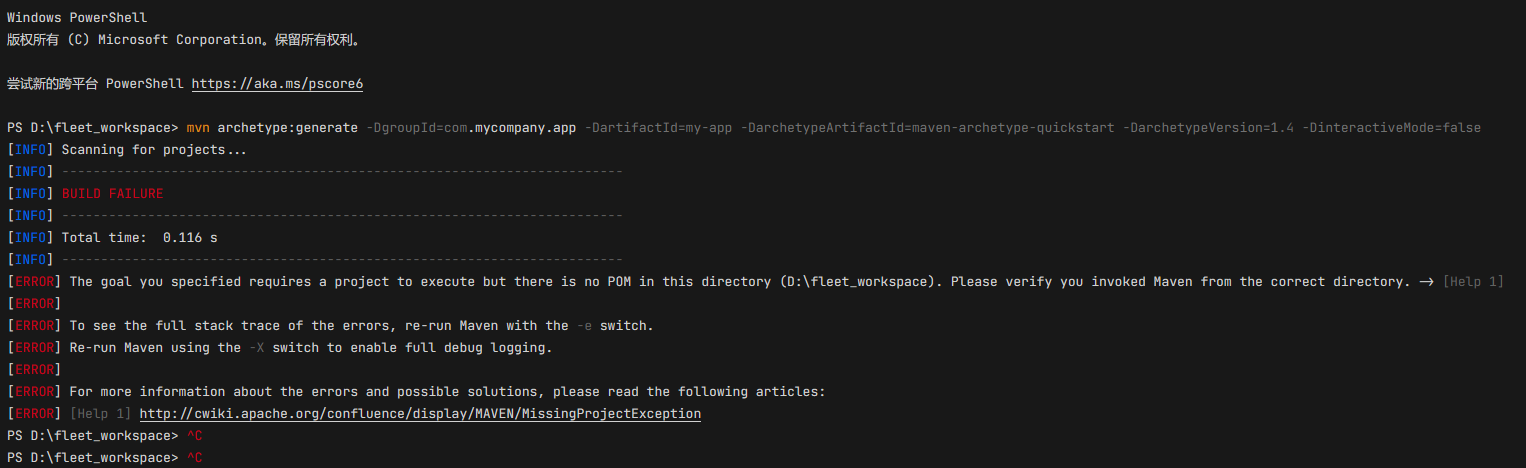 Windows PowerShell
版权所有 (C) Microsoft Corporation。保留所有权利。
尝试新的跨平台 PowerShell https://aka.ms/pscore6
PS D:\fleet_workspace> mvn archetype:generate -DgroupId=com.mycompany.app -DartifactId=my-app -DarchetypeArtifactId=maven-archetype-quickstart -DarchetypeVersion=1.4 -DinteractiveMode=false
[INFO] Scanning for projects...
[INFO] ------------------------------------------------------------------------
[INFO] BUILD FAILURE
[INFO] ------------------------------------------------------------------------
[INFO] Total time:  0.116 s
[INFO] ------------------------------------------------------------------------
[ERROR] The goal you specified requires a project to execute but there is no POM in this directory (D:\fleet_workspace). Please verify you invoked Maven from the correct directory. -> [Help 1]
[ERROR]
[ERROR] To see the full stack trace of the errors, re-run Maven with the -e switch.
[ERROR] Re-run Maven using the -X switch to enable full debug logging.
[ERROR]
[ERROR] For more information about the errors and possible solutions, please read the following articles:
[ERROR] [Help 1] http://cwiki.apache.org/confluence/display/MAVEN/MissingProjectException
PS D:\fleet_workspace> ^C
PS D:\fleet_workspace> ^C